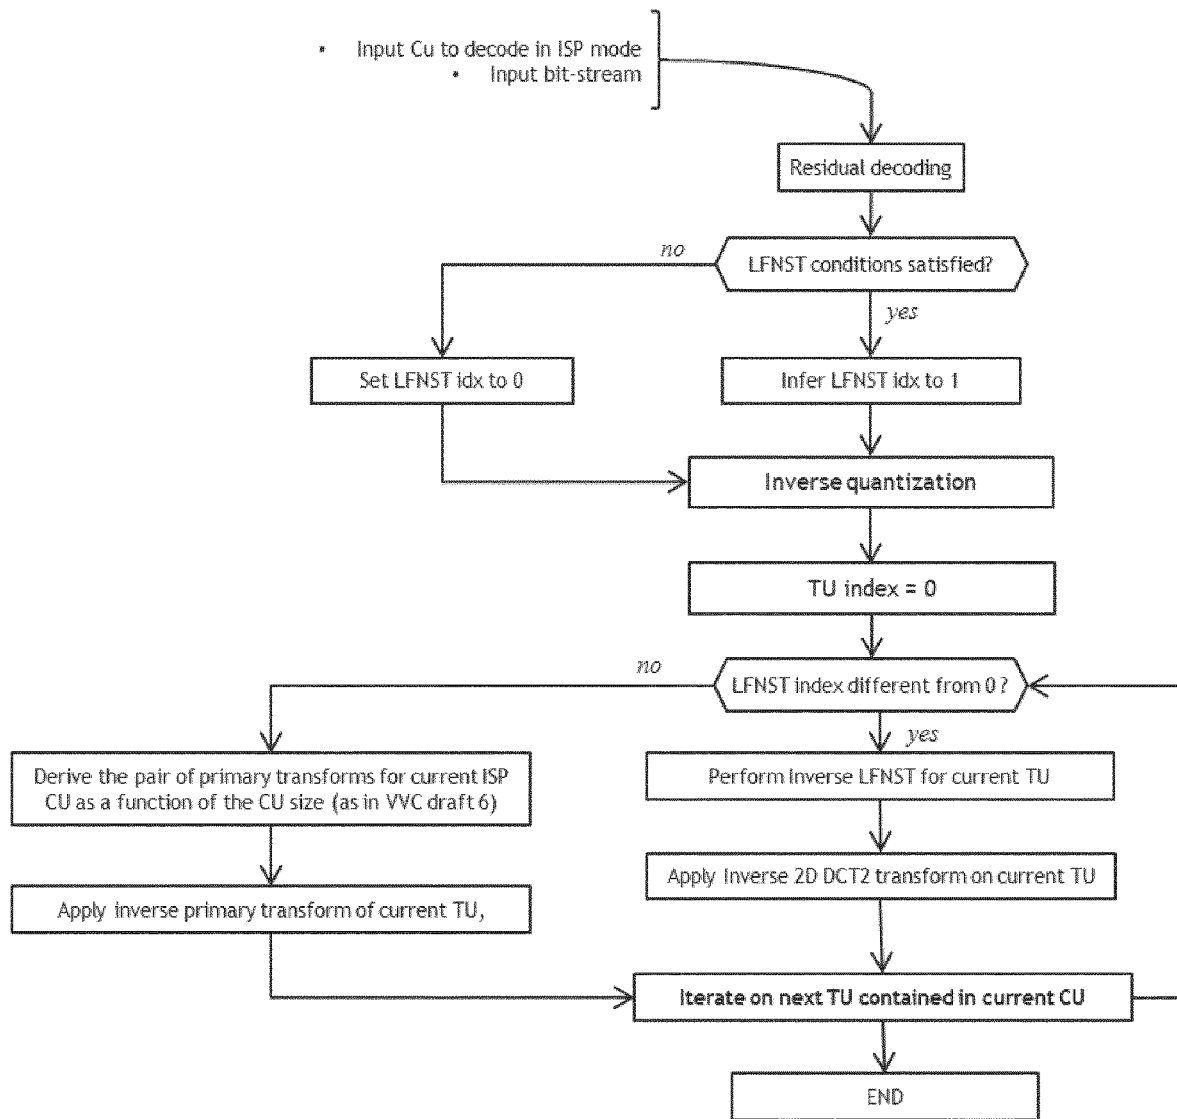 • Input Cu to decode in ISP mode
• Input bit-stream
Residual decoding
LFNST conditions satisfied?
no
yes
Set LFNST idx to 0
Infer LFNST idx to 1
Inverse quantization
TU index = 0
LFNST index different from 0 ?
no
yes
Derive the pair of primary transforms for current ISP
CU as a function of the CU size (as in VVC draft 6)
Perform Inverse LFNST for current TU
Apply inverse primary transform of current TU,
Apply Inverse 2D DCT2 transform on current TU
Iterate on next TU contained in current CU
END